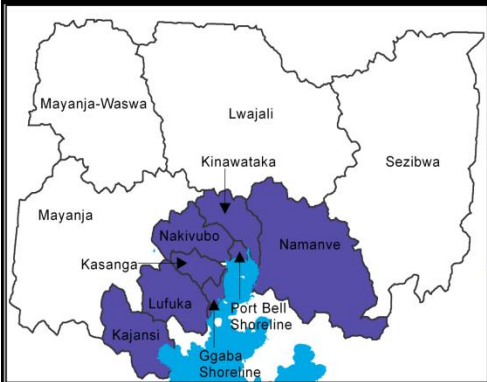 Mayanja-Waswa
Lwajali
Kinawataka
Sezibwa
Mayanja
Nakivubo
Namanve
Kasanga
Lufuka
Port Bell
Shoreline
Kajansi
Ggaba
Shoreline